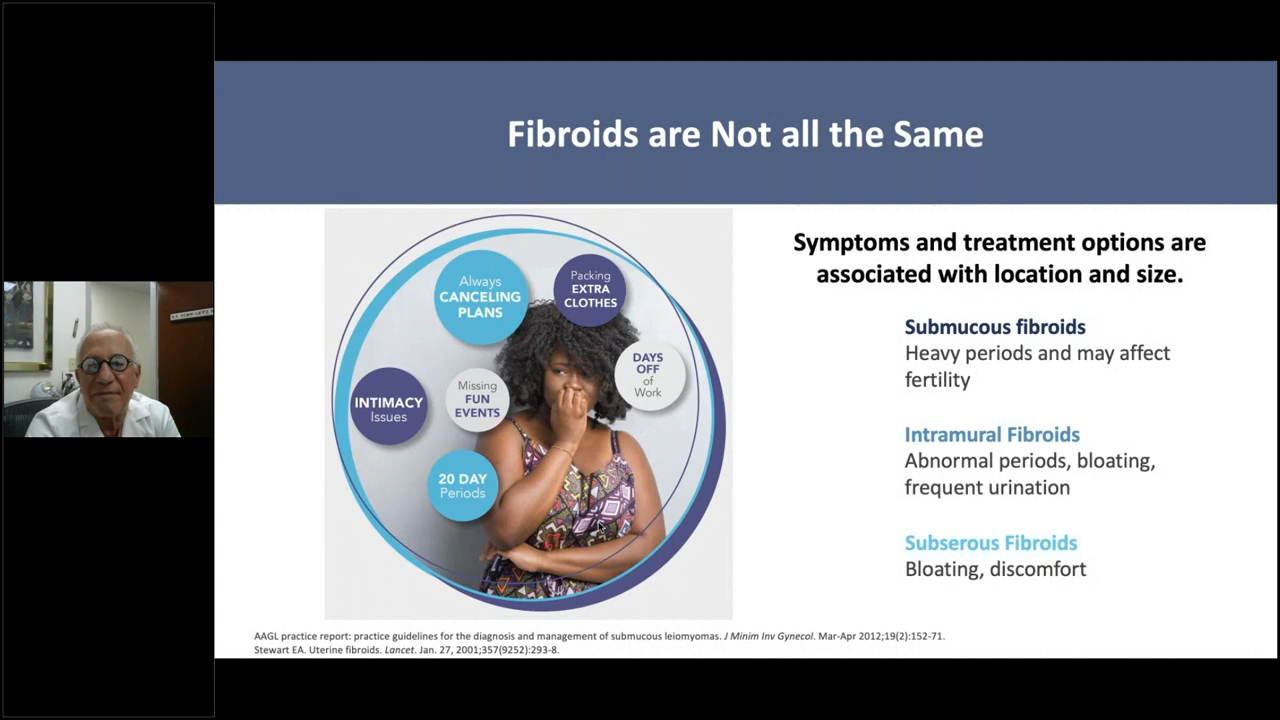 Fibroids are Not all the Same
Always
CANCELING
PLANS
Packing
EXTRA
CLOTHES
DAYS
OFF
of
Work
INTIMACY
Issues
Missing
FUN
EVENTS
20 DAY
Periods
Symptoms and treatment options are
associated with location and size.
Submucous fibroids
Heavy periods and may affect
fertility
Intramural Fibroids
Abnormal periods, bloating,
frequent urination
Subserous Fibroids
Bloating, discomfort
AAGL practice report: practice guidelines for the diagnosis and management of submucous leiomyomas. J Minim Inv Gynecol. Mar-Apr 2012;19(2):152-71.
Stewart EA. Uterine fibroids. Lancet. Jan. 27, 2001;357(9252):293-8.